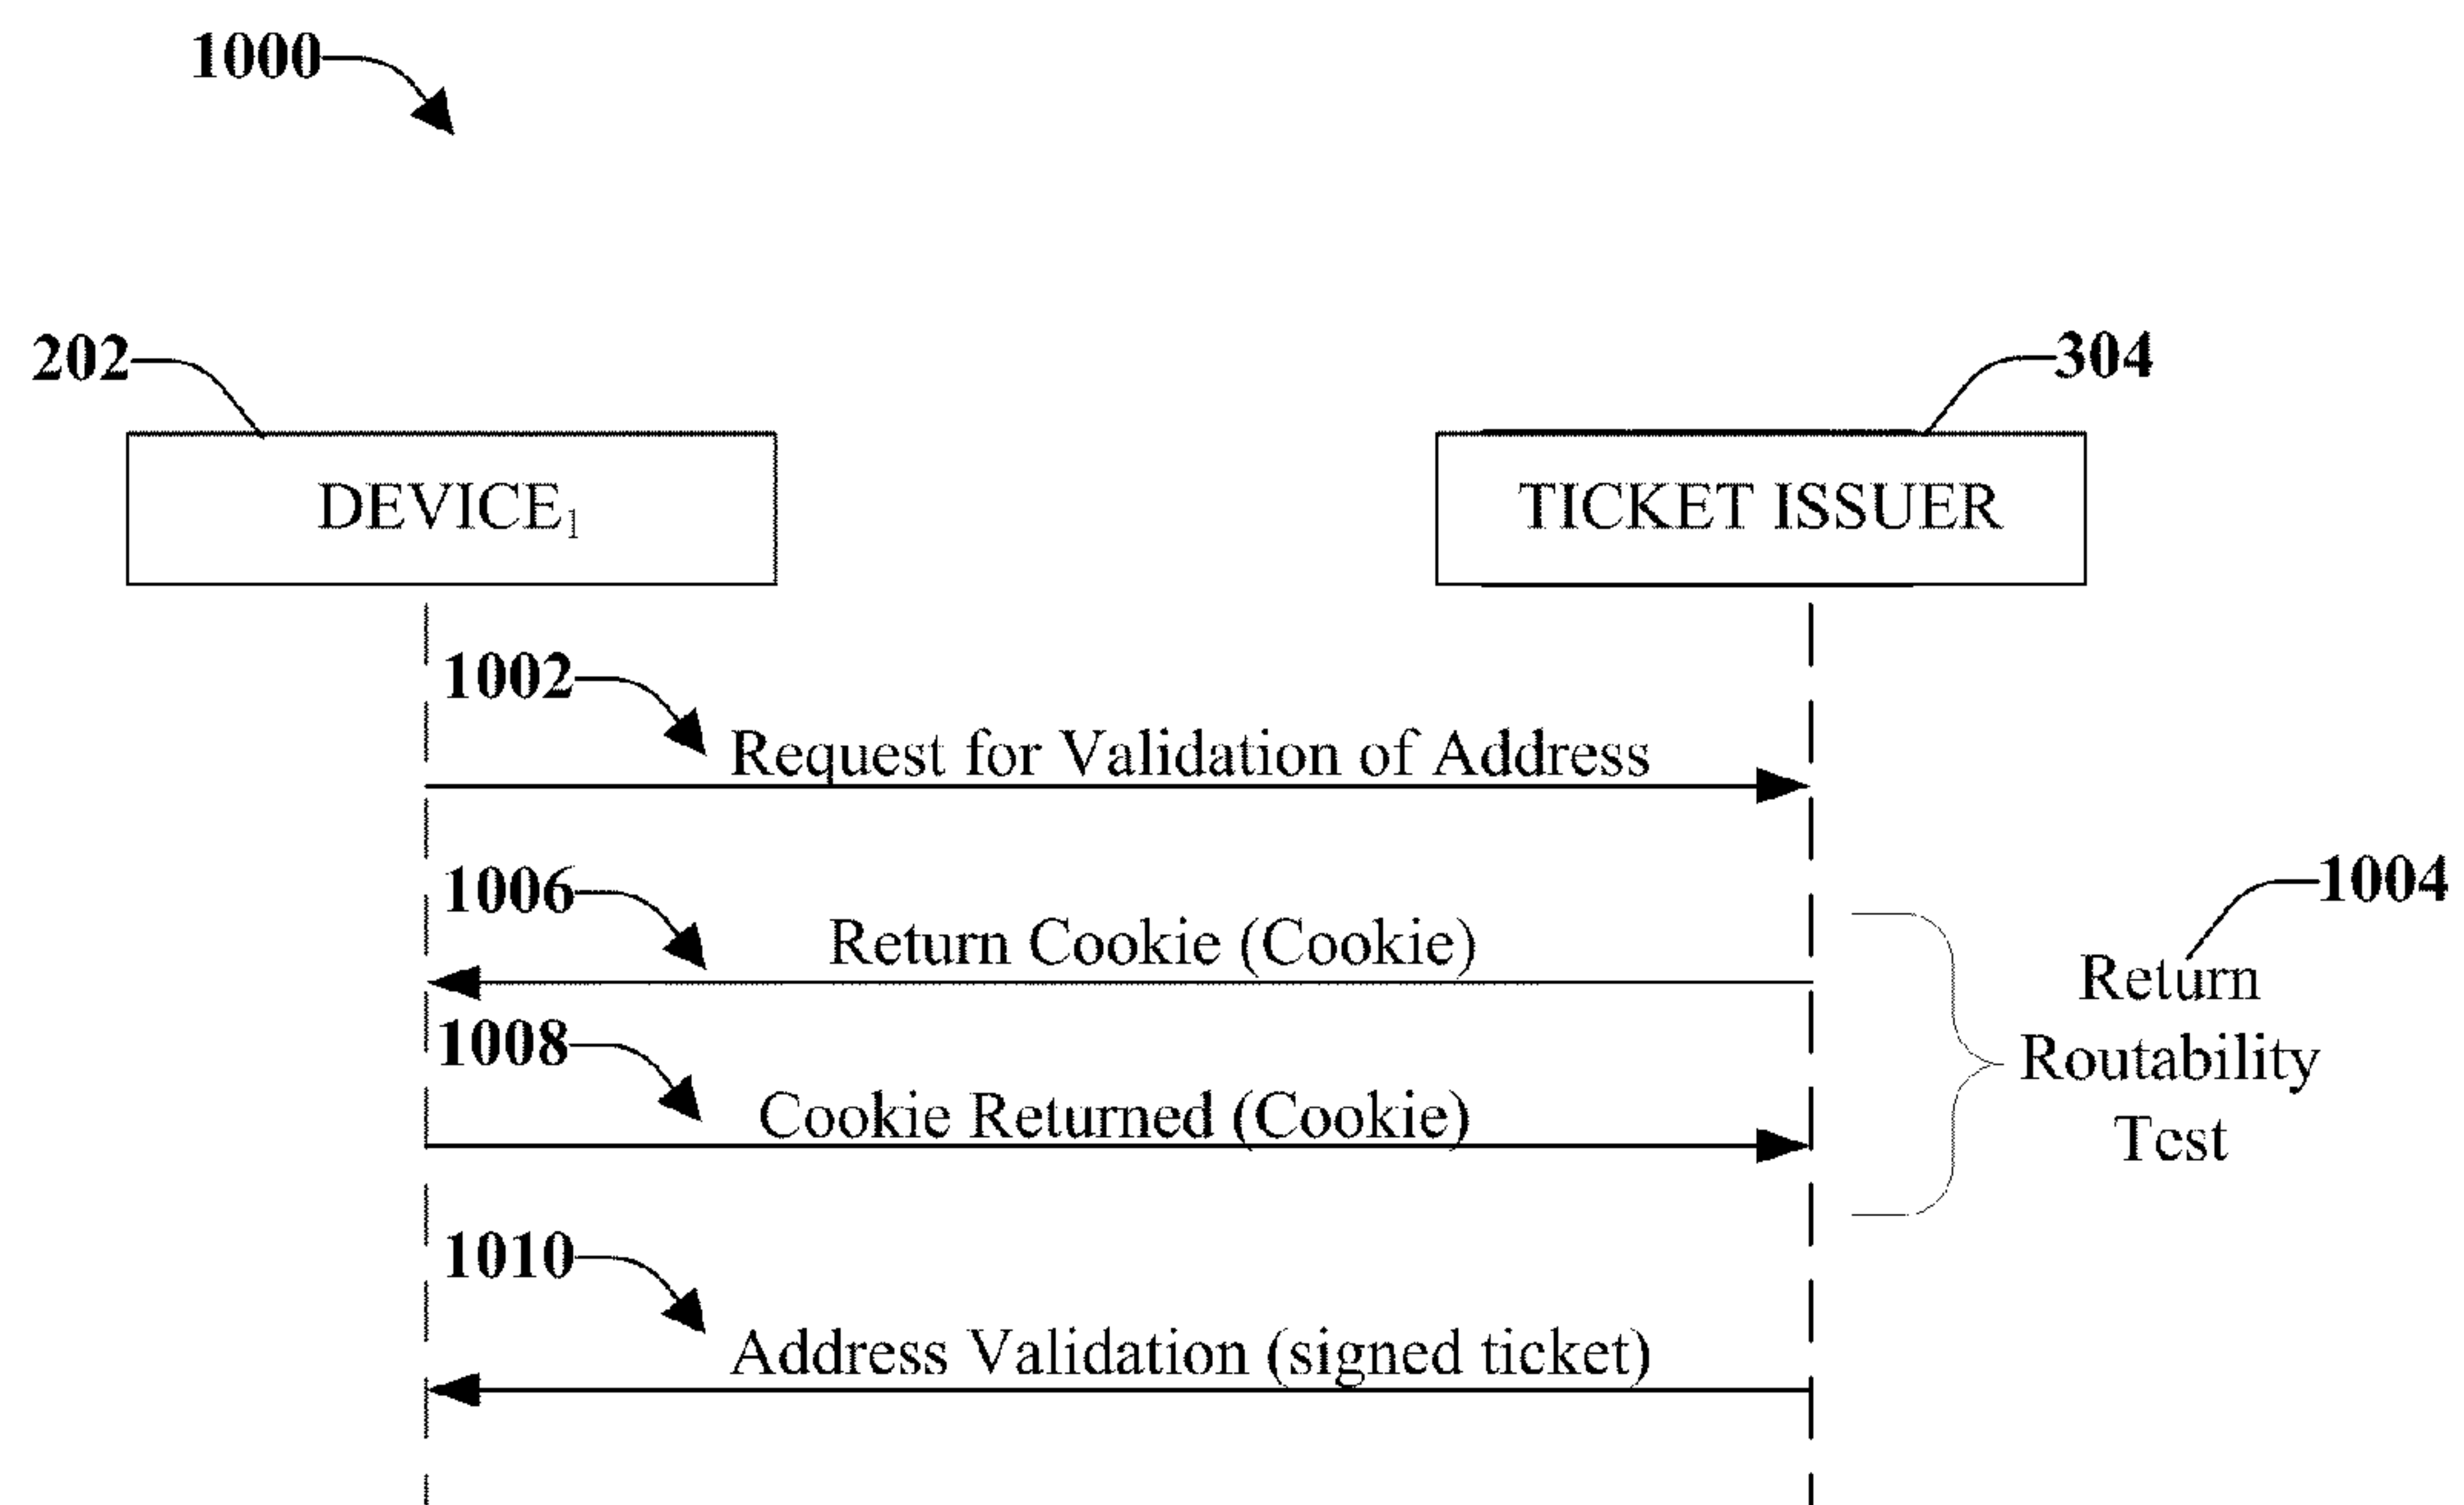 1000
202
304
DEVICE₁
TICKET ISSUER
1002
Request for Validation of Address
1006
1004
Return Cookie (Cookie)
Return
Routability
Test
1008
Cookie Returned (Cookie)
1010
Address Validation (signed ticket)